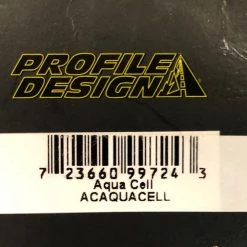 PROFILE
DESIGN
7 23660 99724 3
Aqua Cell
ACAQUACELL